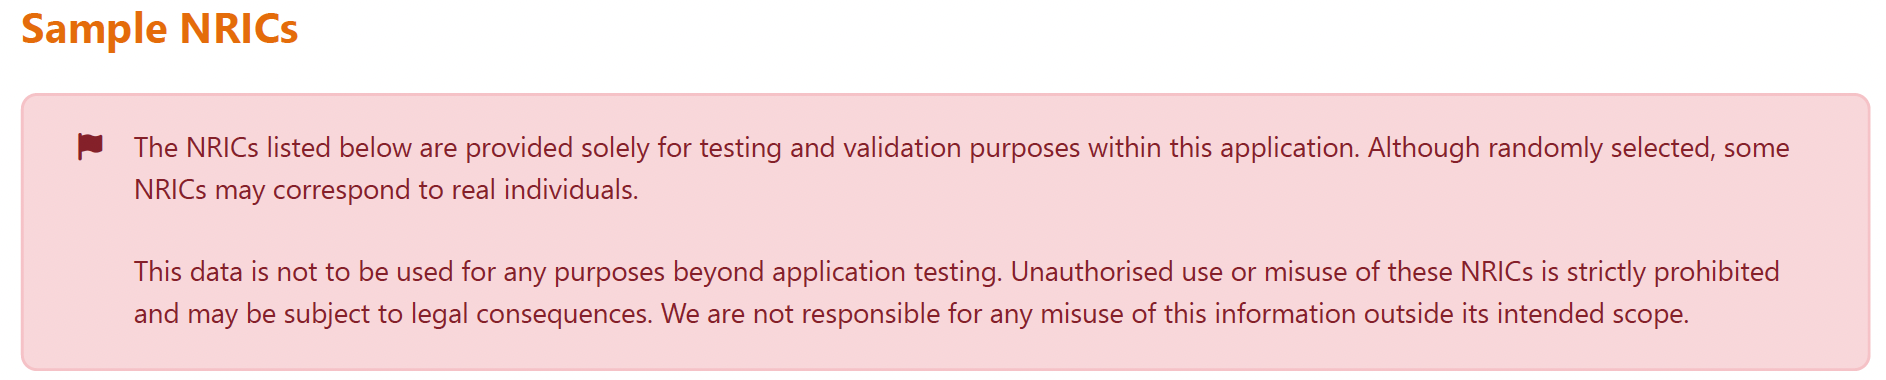 Sample NRICs
The NRICs listed below are provided solely for testing and validation purposes within this application. Although randomly selected, some
NRICs may correspond to real individuals.
This data is not to be used for any purposes beyond application testing. Unauthorised use or misuse of these NRICs is strictly prohibited
and may be subject to legal consequences. We are not responsible for any misuse of this information outside its intended scope.